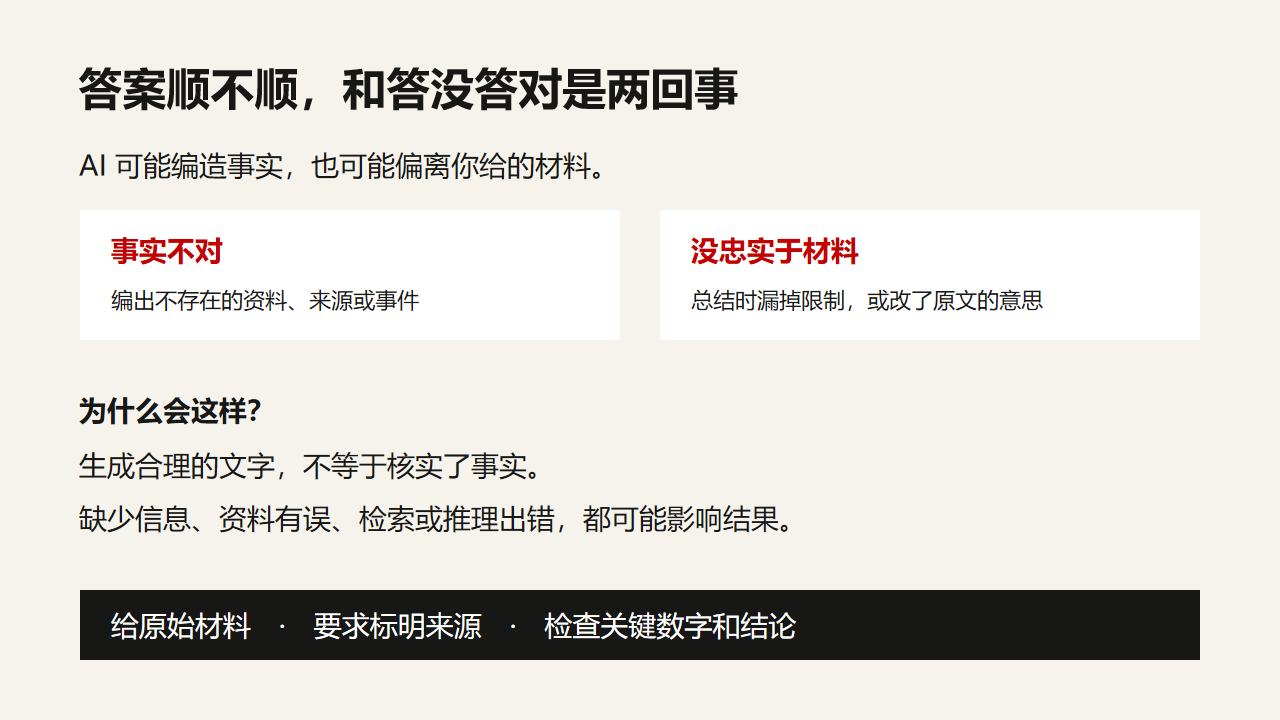 答案顺不顺，和答没答对是两回事
AI 可能编造事实，也可能偏离你给的材料。
事实不对
编出不存在的资料、来源或事件
没忠实于材料
总结时漏掉限制，或改了原文的意思
为什么会这样？
生成合理的文字，不等于核实了事实。
缺少信息、资料有误、检索或推理出错，都可能影响结果。
给原始材料 · 要求标明来源 · 检查关键数字和结论